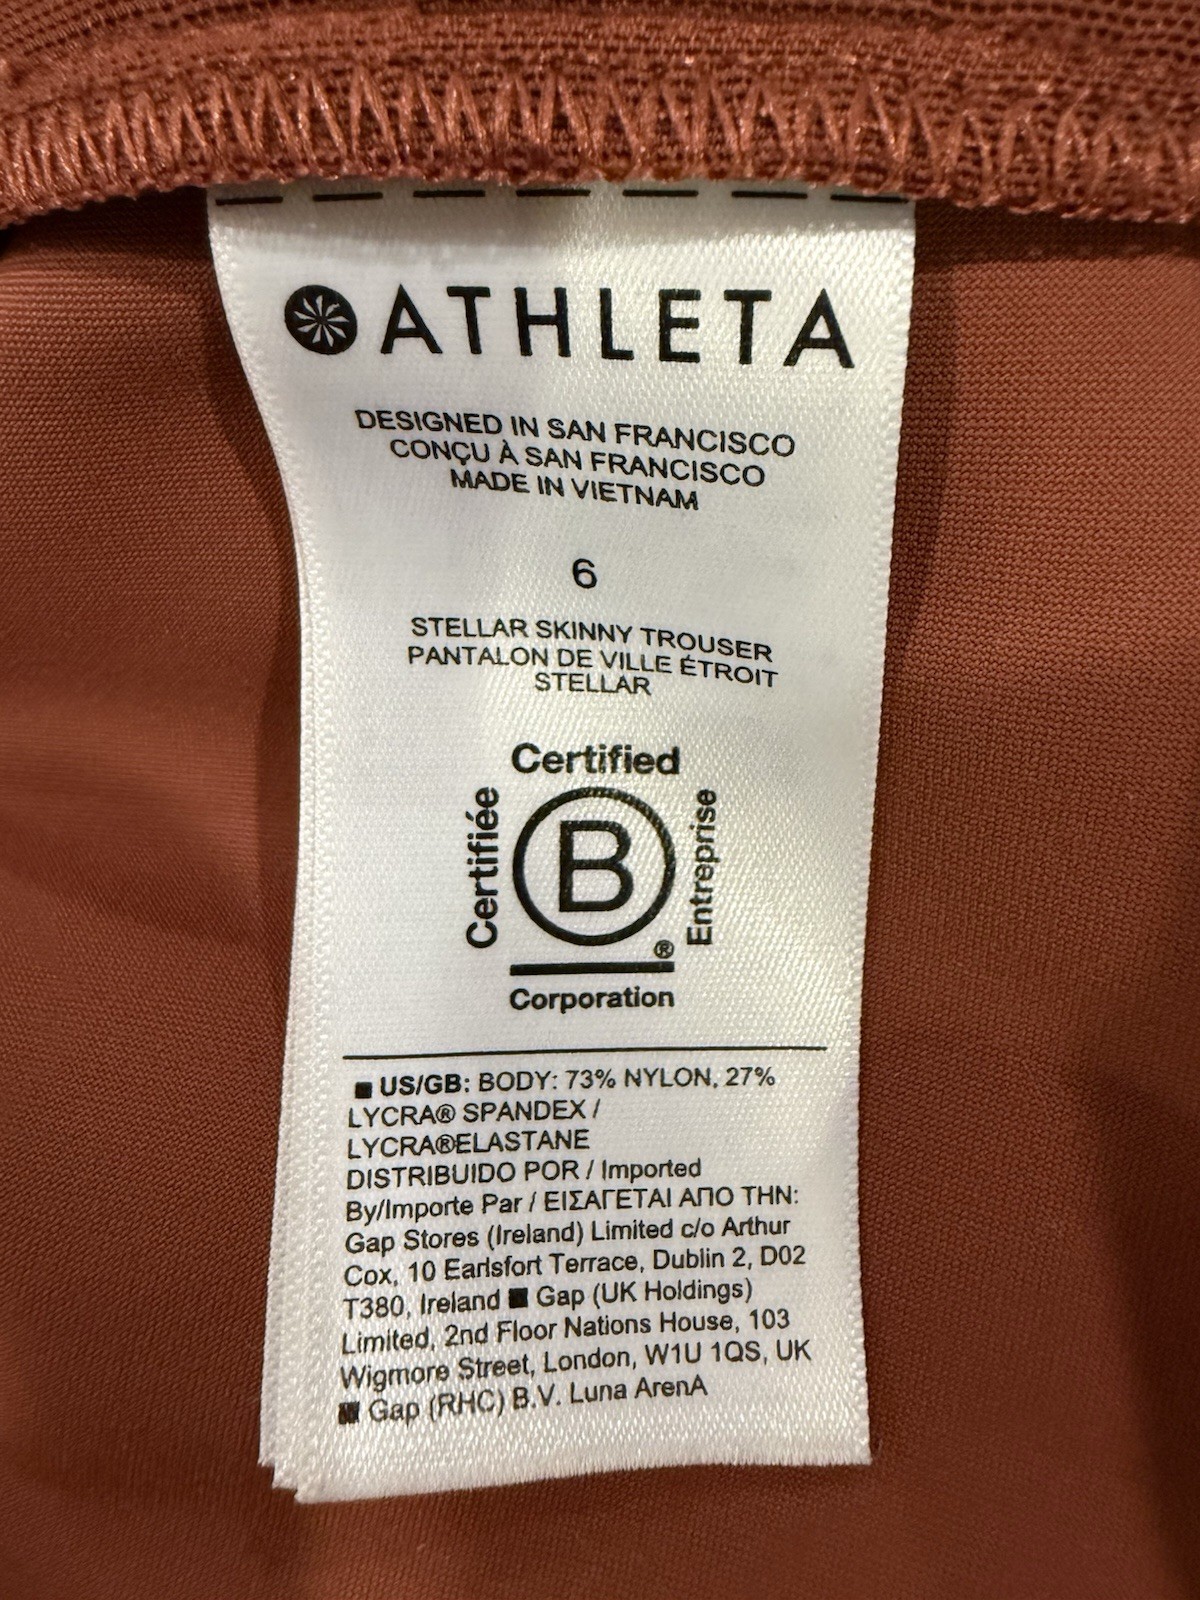 ATHLETA
DESIGNED IN SAN FRANCISCO
CONÇU À SAN FRANCISCO
MADE IN VIETNAM
6
STELLAR SKINNY TROUSER
PANTALON DE VILLE ÉTROIT
STELLAR
Certified
Certifiée
B
®
Entreprise
Corporation
■ US/GB: BODY: 73% NYLON, 27%
LYCRA® SPANDEX /
LYCRA®ELASTANE
DISTRIBUIDO POR / Imported
By/Importe Par / ΕΙΣΑΓΕΤΑΙ ΑΠΟ ΤΗΝ:
Gap Stores (Ireland) Limited c/o Arthur
Cox, 10 Earlsfort Terrace, Dublin 2, D02
T380, Ireland ■ Gap (UK Holdings)
Limited, 2nd Floor Nations House, 103
Wigmore Street, London, W1U 1QS, UK
■ Gap (RHC) B.V. Luna ArenA